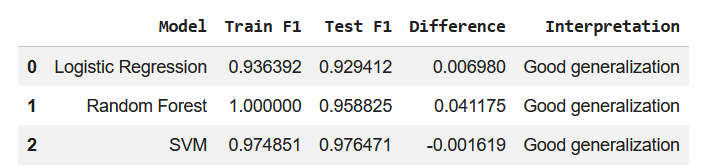 Model Train F1 Test F1 Difference Interpretation
0 Logistic Regression 0.936392 0.929412 0.006980 Good generalization
1 Random Forest 1.000000 0.958825 0.041175 Good generalization
2 SVM 0.974851 0.976471 -0.001619 Good generalization